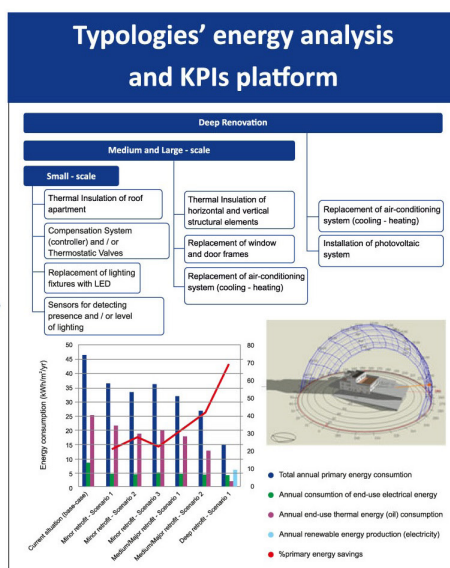 Typologies' energy analysis
and KPIs platform
Deep Renovation
Medium and Large - scale
Small - scale
Thermal Insulation of roof
apartment
Compensation System
(controller) and / or
Thermostatic Valves
Replacement of lighting
fixtures with LED
Sensors for detecting
presence and / or level
of lighting
Thermal Insulation of
horizontal and vertical
structural elements
Replacement of window
and door frames
Replacement of air-conditioning
system (cooling - heating)
Replacement of air-conditioning
system (cooling - heating)
Installation of photovoltaic
system
Energy consumption (kWh/m²/yr)
50
45
40
35
30
25
20
15
10
5
0
80
70
60
50
40
30
20
10
0
Current situation (base-case)
Minor retrofit - Scenario 1
Minor retrofit - Scenario 2
Minor retrofit - Scenario 3
Medium/Major retrofit - Scenario 1
Medium/Major retrofit - Scenario 2
Deep retrofit - Scenario 1
Total annual primary energy consumtion
Annual consumtion of end-use electrical energy
Annual end-use thermal energy (oil) consumption
Annual renewable energy production (electricity)
%primary energy savings